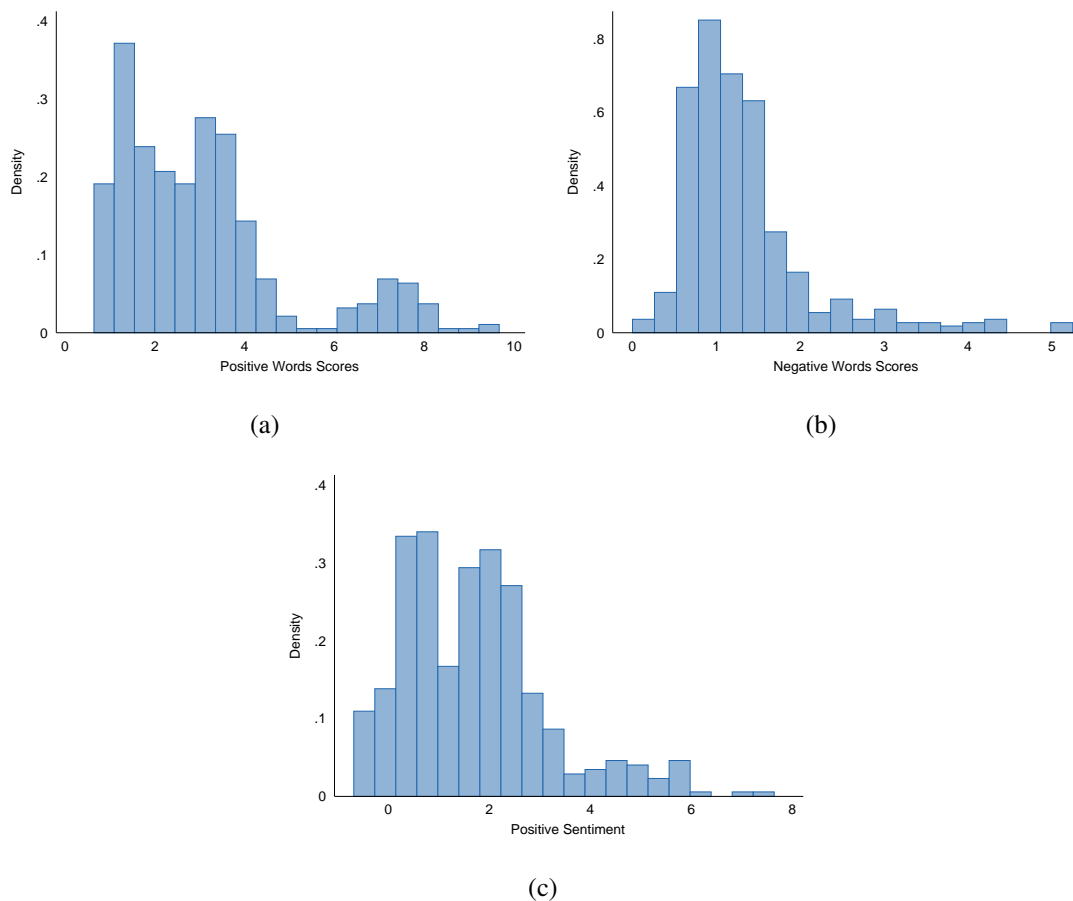 .4
.3
.2
.1
0
Density
0 2 4 6 8 10
Positive Words Scores
(a)
.8
.6
.4
.2
0
Density
0 1 2 3 4 5
Negative Words Scores
(b)
.4
.3
.2
.1
0
Density
0 2 4 6 8
Positive Sentiment
(c)